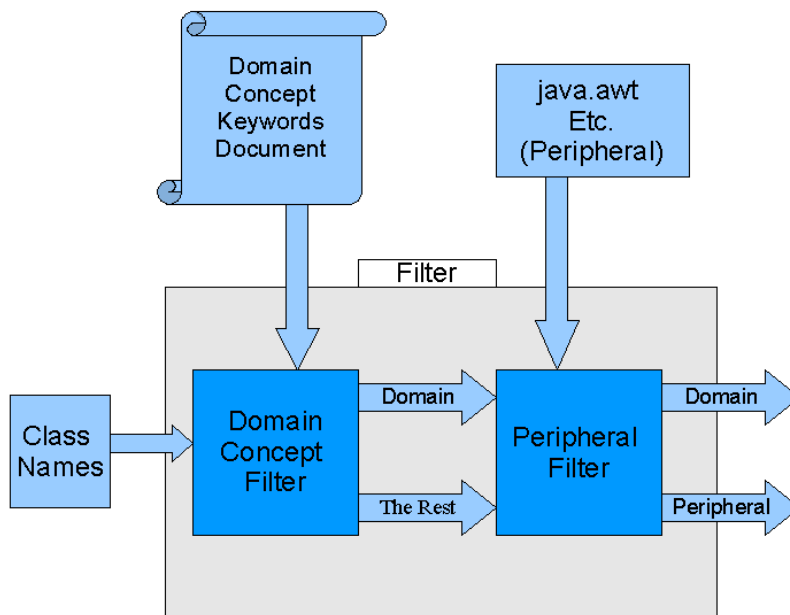 Domain
Concept
Keywords
Document
java.awt
Etc.
(Peripheral)
Filter
Class
Names
Domain
Concept
Filter
Domain
The Rest
Peripheral
Filter
Domain
Peripheral